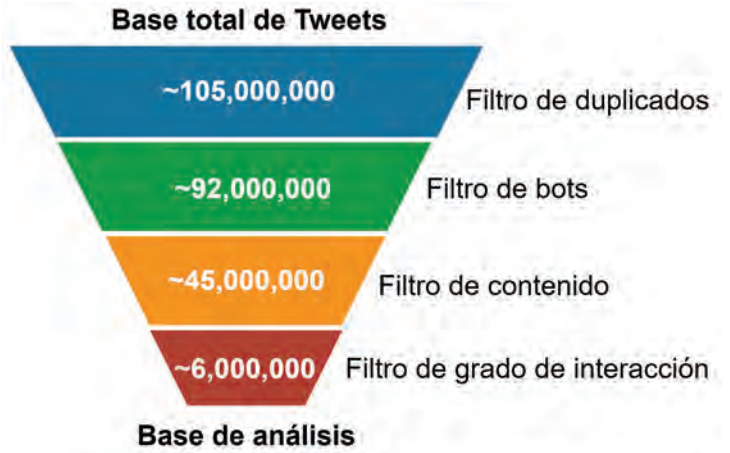 Base total de Tweets
~105,000,000
Filtro de duplicados
~92,000,000
Filtro de bots
~45,000,000
Filtro de contenido
~6,000,000
Filtro de grado de interacción
Base de análisis